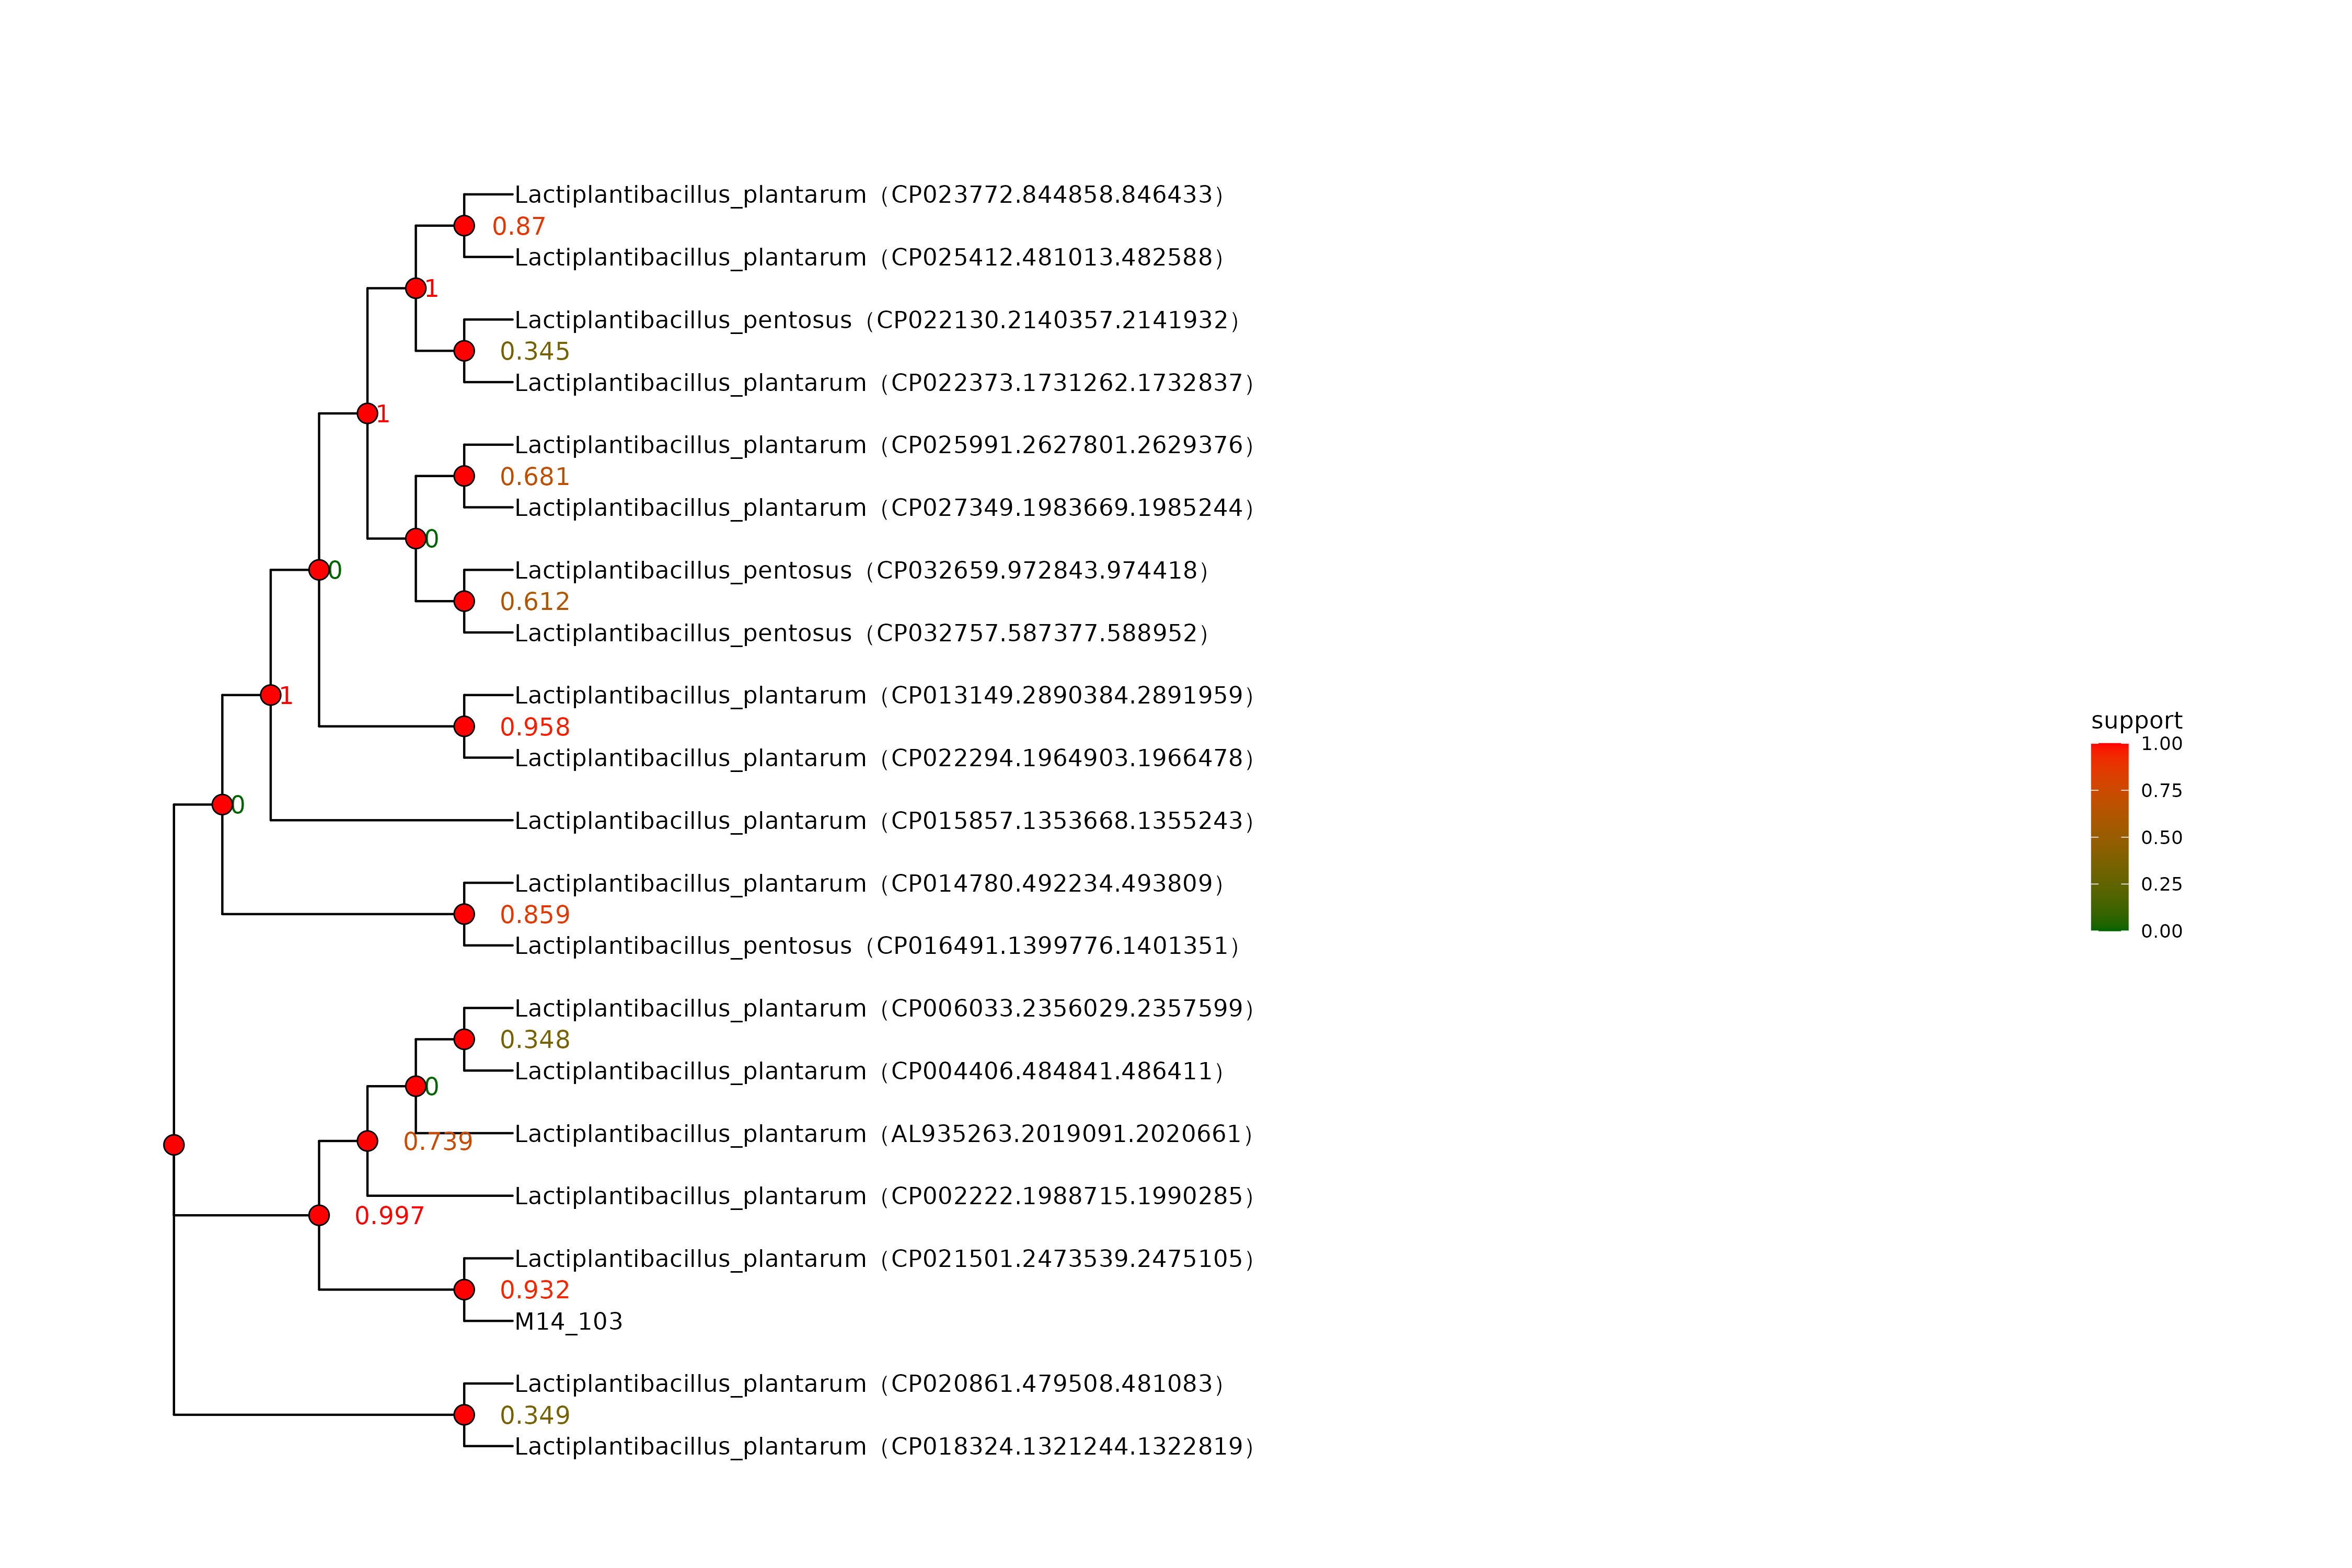 Lactiplantibacillus_plantarum（CP023772.844858.846433）
0.87
Lactiplantibacillus_plantarum（CP025412.481013.482588）
1
Lactiplantibacillus_pentosus（CP022130.2140357.2141932）
0.345
Lactiplantibacillus_plantarum（CP022373.1731262.1732837）
1
Lactiplantibacillus_plantarum（CP025991.2627801.2629376）
0.681
Lactiplantibacillus_plantarum（CP027349.1983669.1985244）
0
Lactiplantibacillus_pentosus（CP032659.972843.974418）
0
0.612
Lactiplantibacillus_pentosus（CP032757.587377.588952）
Lactiplantibacillus_plantarum（CP013149.2890384.2891959）
1
0.958
Lactiplantibacillus_plantarum（CP022294.1964903.1966478）
0
Lactiplantibacillus_plantarum（CP015857.1353668.1355243）
Lactiplantibacillus_plantarum（CP014780.492234.493809）
0.859
Lactiplantibacillus_pentosus（CP016491.1399776.1401351）
Lactiplantibacillus_plantarum（CP006033.2356029.2357599）
0.348
Lactiplantibacillus_plantarum（CP004406.484841.486411）
0
Lactiplantibacillus_plantarum（AL935263.2019091.2020661）
0.739
Lactiplantibacillus_plantarum（CP002222.1988715.1990285）
0.997
Lactiplantibacillus_plantarum（CP021501.2473539.2475105）
0.932
M14_103
Lactiplantibacillus_plantarum（CP020861.479508.481083）
0.349
Lactiplantibacillus_plantarum（CP018324.1321244.1322819）
support
1.00
0.75
0.50
0.25
0.00